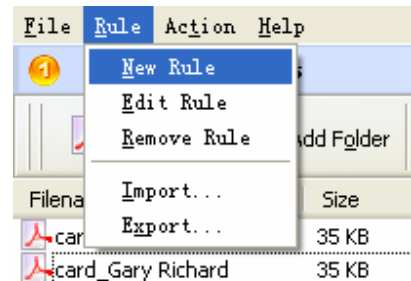 File Rule Action Help
New Rule
Edit Rule
Remove Rule
Add Folder
Import...
Export...
Filena Size
car 35 KB
card_Gary Richard 35 KB